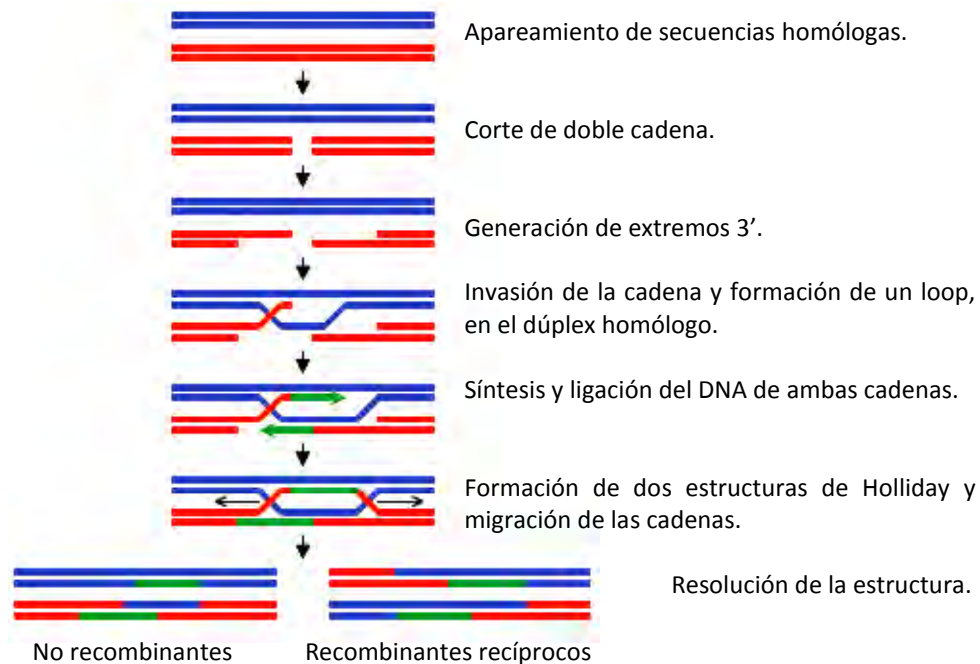 Apareamiento de secuencias homólogas.
Corte de doble cadena.
Generación de extremos 3’.
Invasión de la cadena y formación de un loop,
en el dúplex homólogo.
Síntesis y ligación del DNA de ambas cadenas.
Formación de dos estructuras de Holliday y
migración de las cadenas.
Resolución de la estructura.
No recombinantes
Recombinantes recíprocos